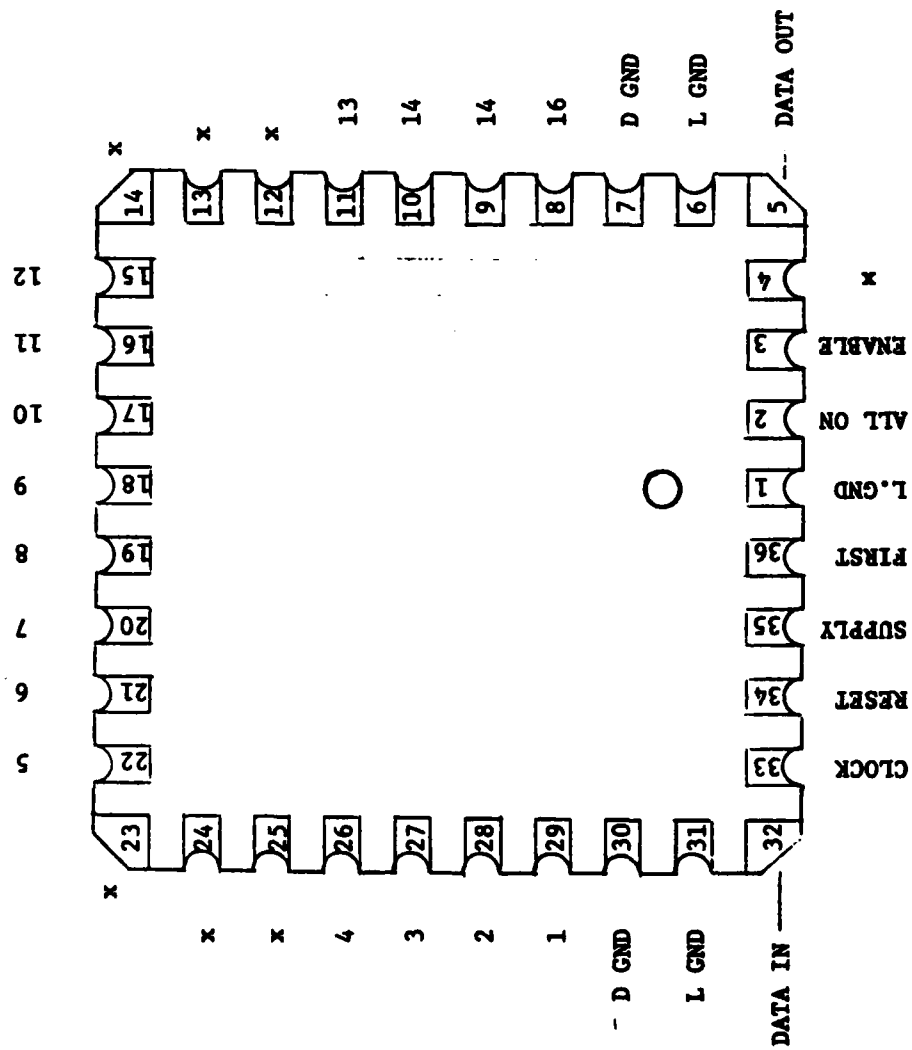 x x x 13 14 14 16 D GND L GND DATA OUT
14 13 12 11 10 9 8 7 6 5
12 15 4 x
11 16 3 ENABLE
10 17 2 ALL ON
9 18 1 L.GND
8 19 36 FIRST
7 20 35 SUPPLY
6 21 34 RESET
5 22 33 CLOCK
23 24 25 26 27 28 29 30 31 32
x x x 4 3 2 1 D GND L GND DATA IN